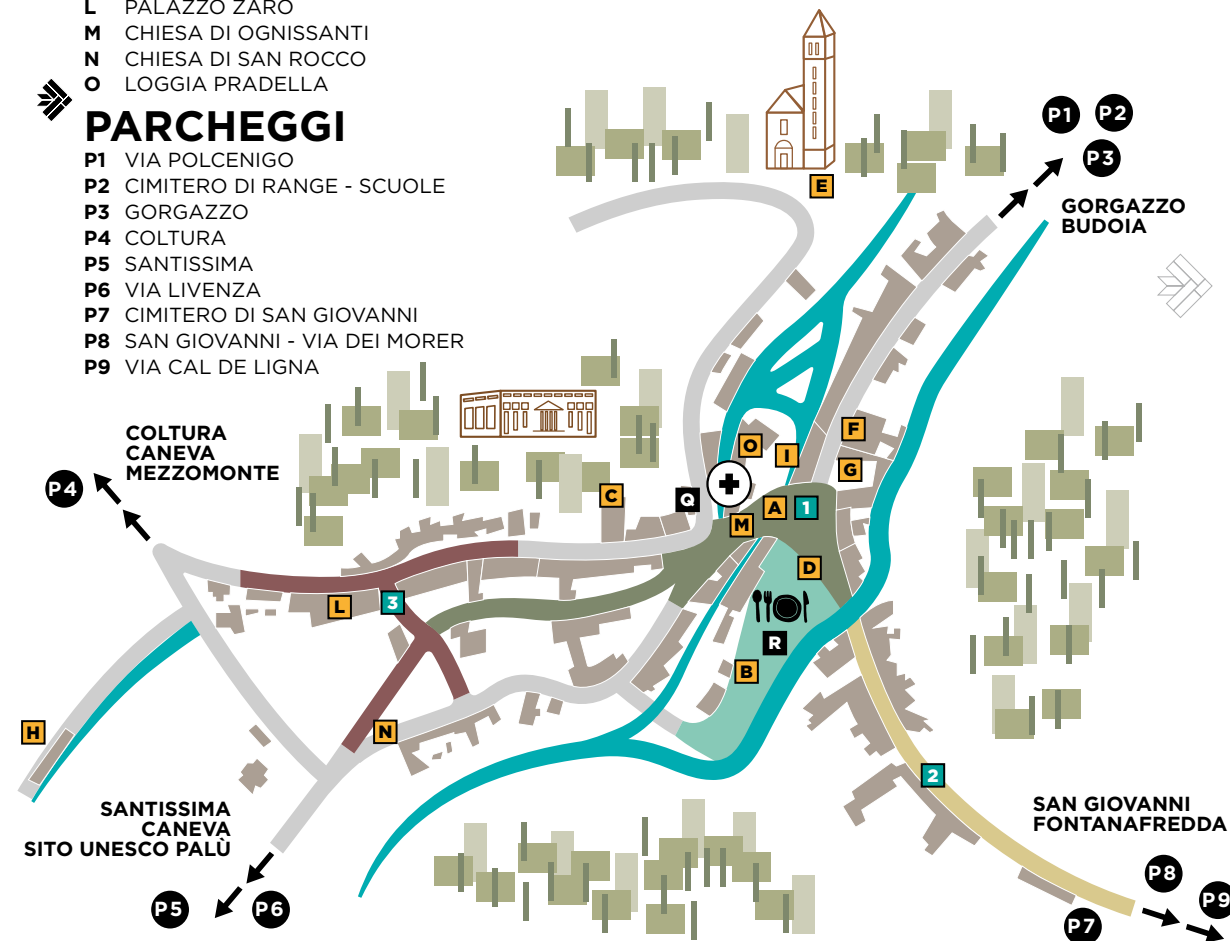 L PALAZZO ZARO
M CHIESA DI OGNISSANTI
N CHIESA DI SAN ROCCO
O LOGGIA PRADELLA
PARCHEGGI
P1 VIA POLCENIGO
P2 CIMITERO DI RANGE - SCUOLE
P3 GORGAZZO
P4 COLTURA
P5 SANTISSIMA
P6 VIA LIVENZA
P7 CIMITERO DI SAN GIOVANNI
P8 SAN GIOVANNI - VIA DEI MORER
P9 VIA CAL DE LIGNA
P1 P2
P3
E
GORGAZZO
BUDOIA
COLTURA
CANEVA
MEZZOMONTE
P4
F
O
I
G
C
Q
A
1
M
D
L
3
R
B
H
N
2
SANTISSIMA
CANEVA
SITO UNESCO PALÙ
P5 P6
SAN GIOVANNI
FONTANAFREDDA
P8
P9
P7